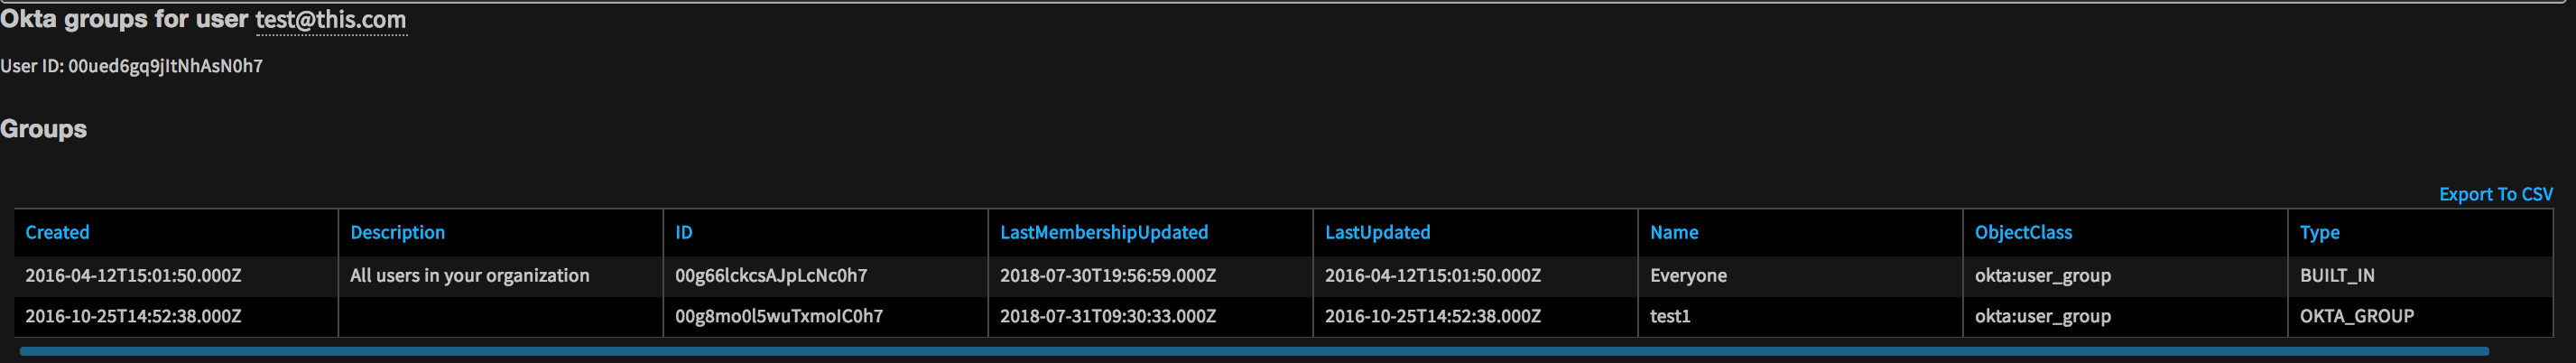 Okta groups for user test@this.com
User ID: 00ued6gq9jItNhAsN0h7
Groups
Export To CSV
Created Description ID LastMembershipUpdated LastUpdated Name ObjectClass Type
2016-04-12T15:01:50.000Z All users in your organization 00g66lckcsAJpLcNc0h7 2018-07-30T19:56:59.000Z 2016-04-12T15:01:50.000Z Everyone okta:user_group BUILT_IN
2016-10-25T14:52:38.000Z 00g8mo0l5wuTxmoIC0h7 2018-07-31T09:30:33.000Z 2016-10-25T14:52:38.000Z test1 okta:user_group OKTA_GROUP